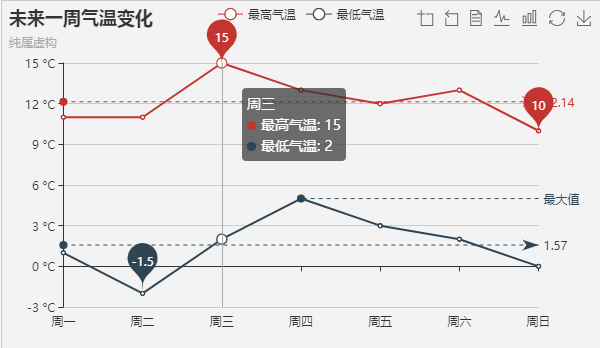 未来一周气温变化
纯属虚构
最高气温 最低气温
15 °C
12 °C
9 °C
6 °C
3 °C
0 °C
-3 °C
15
周三
最高气温: 15
最低气温: 2
2.14
10
最大值
1.57
-1.5
周一 周二 周三 周四 周五 周六 周日